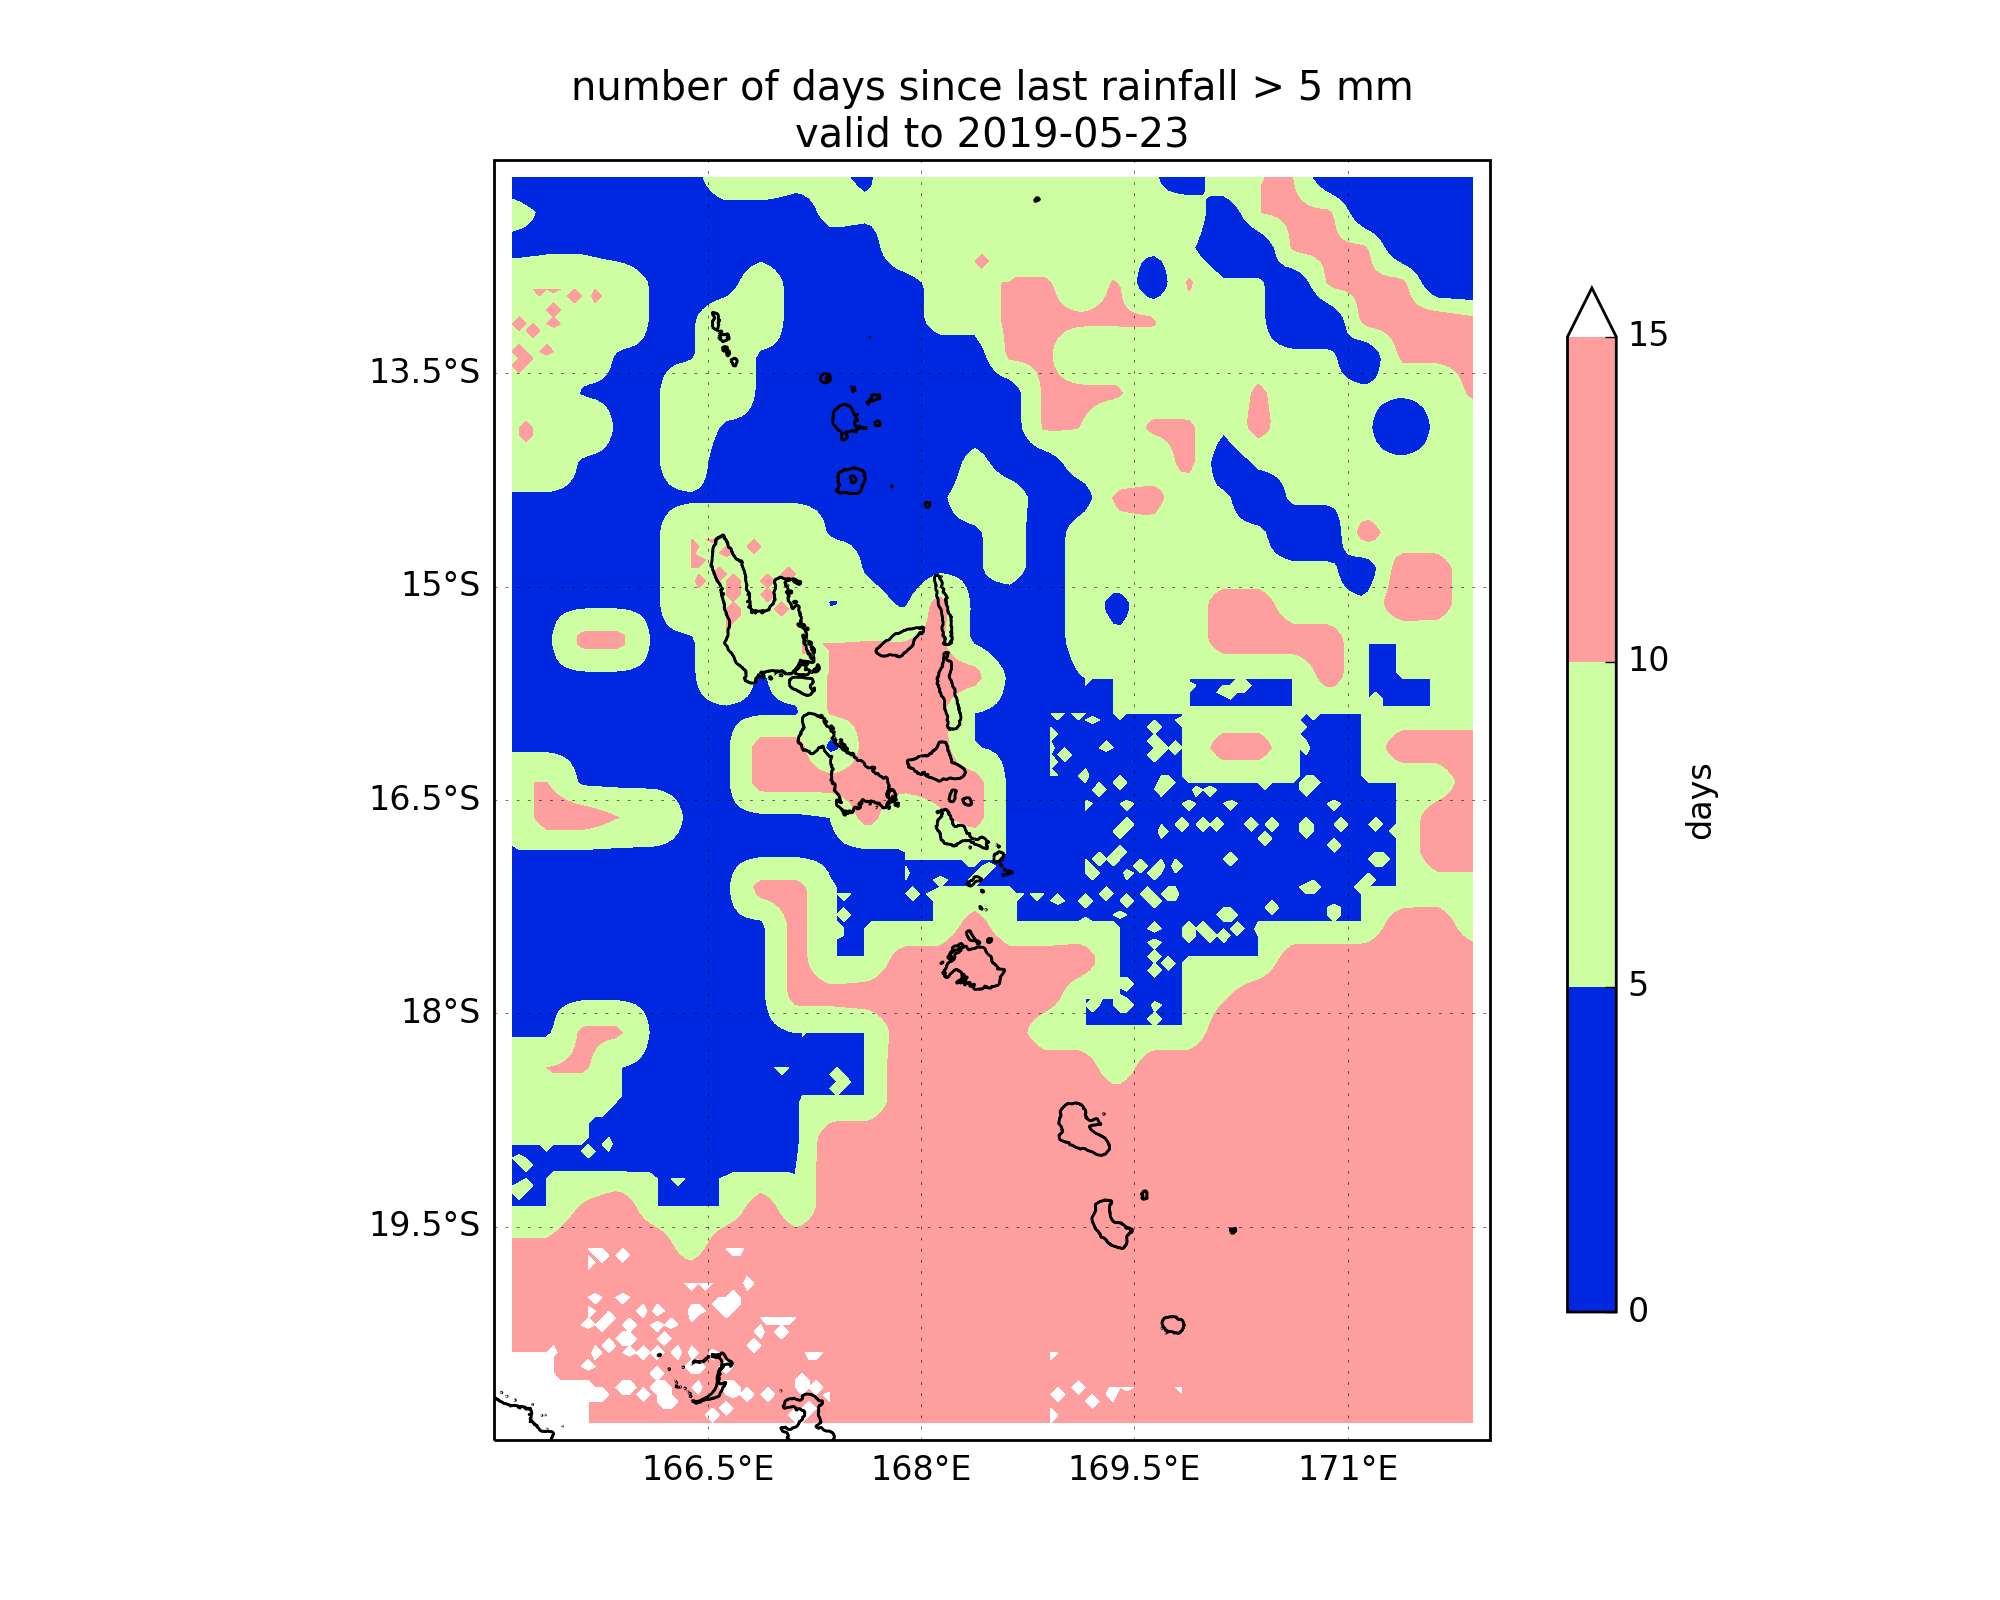 number of days since last rainfall > 5 mm
valid to 2019-05-23
13.5°S
15°S
16.5°S
18°S
19.5°S
166.5°E
168°E
169.5°E
171°E
15
10
5
0
days